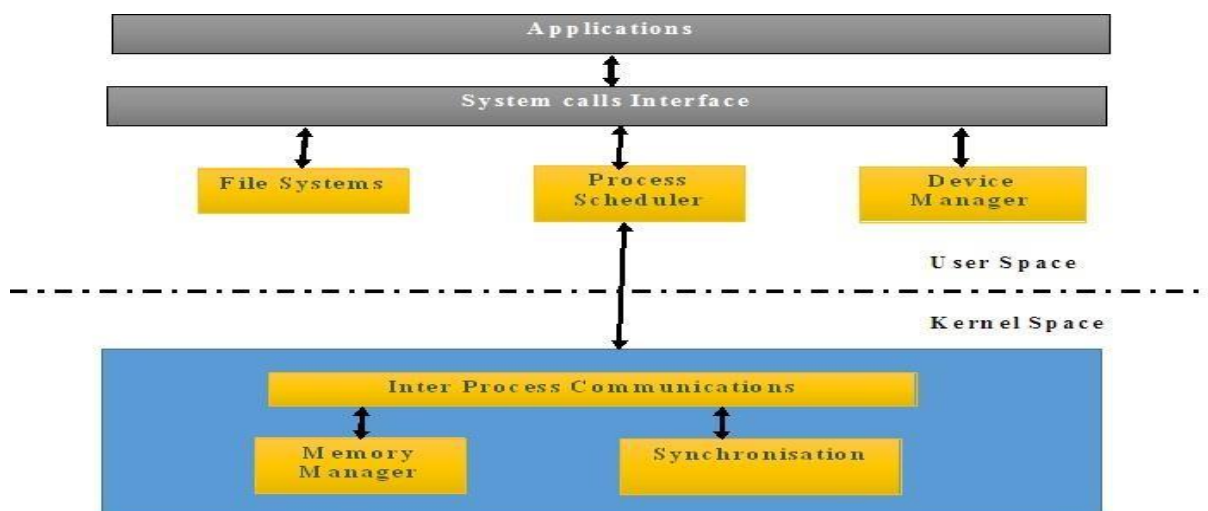 Applications
System calls Interface
File Systems
Process
Scheduler
Device
Manager
User Space
Kernel Space
Inter Process Communications
Memory
Manager
Synchronisation